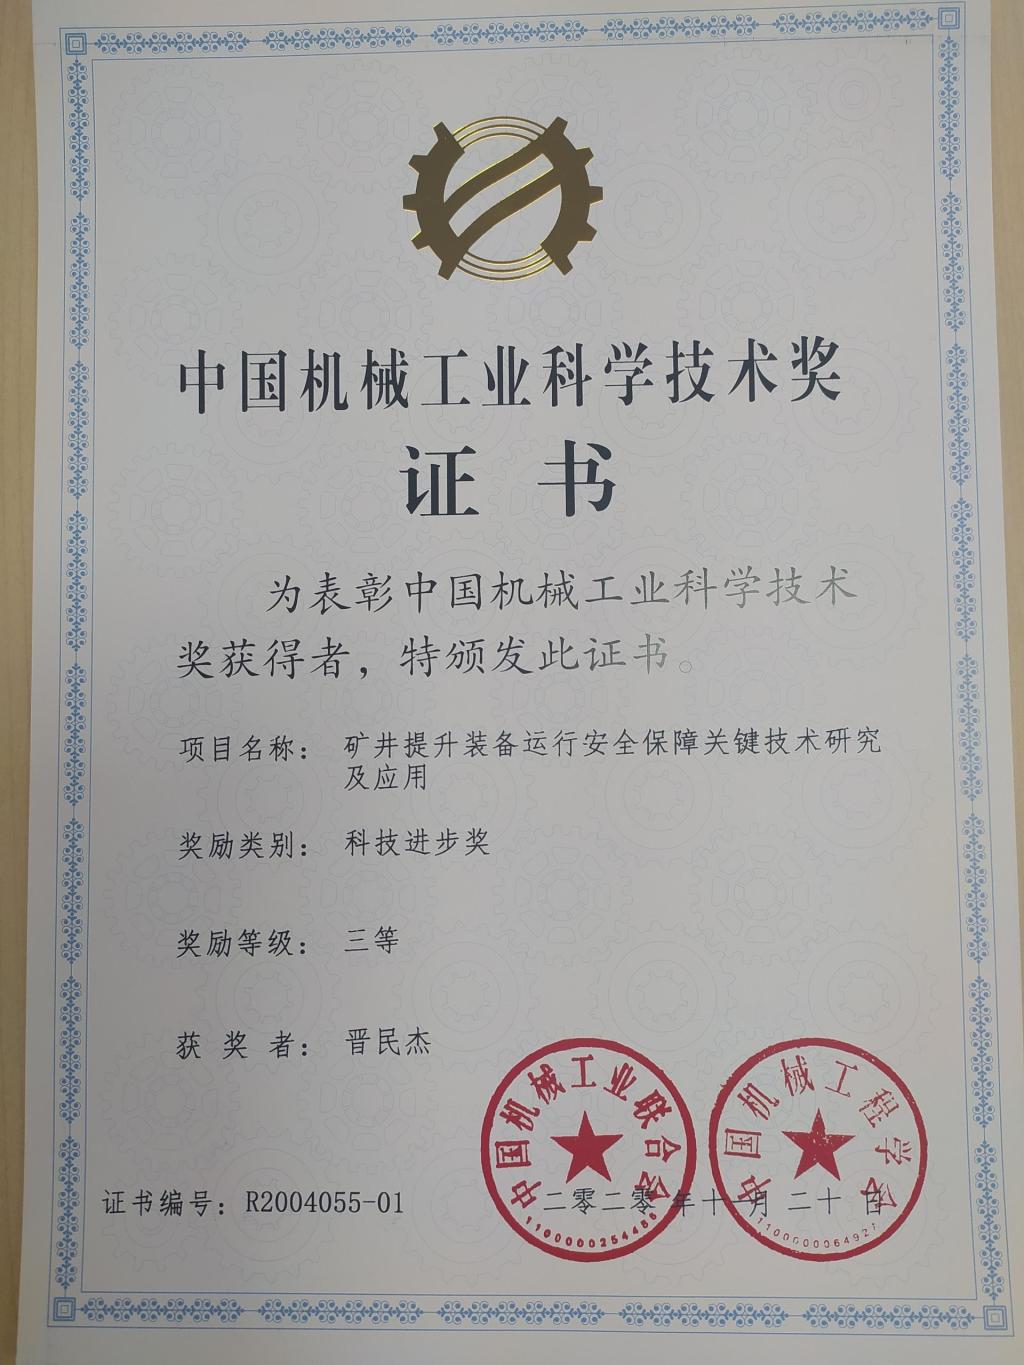 中国机械工业科学技术奖
证书
为表彰中国机械工业科学技术
奖获得者，特颁发此证书。
项目名称：矿井提升装备运行安全保障关键技术研究
及应用
奖励类别：科技进步奖
奖励等级：三等
获奖者：晋民杰
中国机械工业联合会
中国机械工程学会
证书编号：R2004055-01
二零二零年十一月二十日
1100000064927